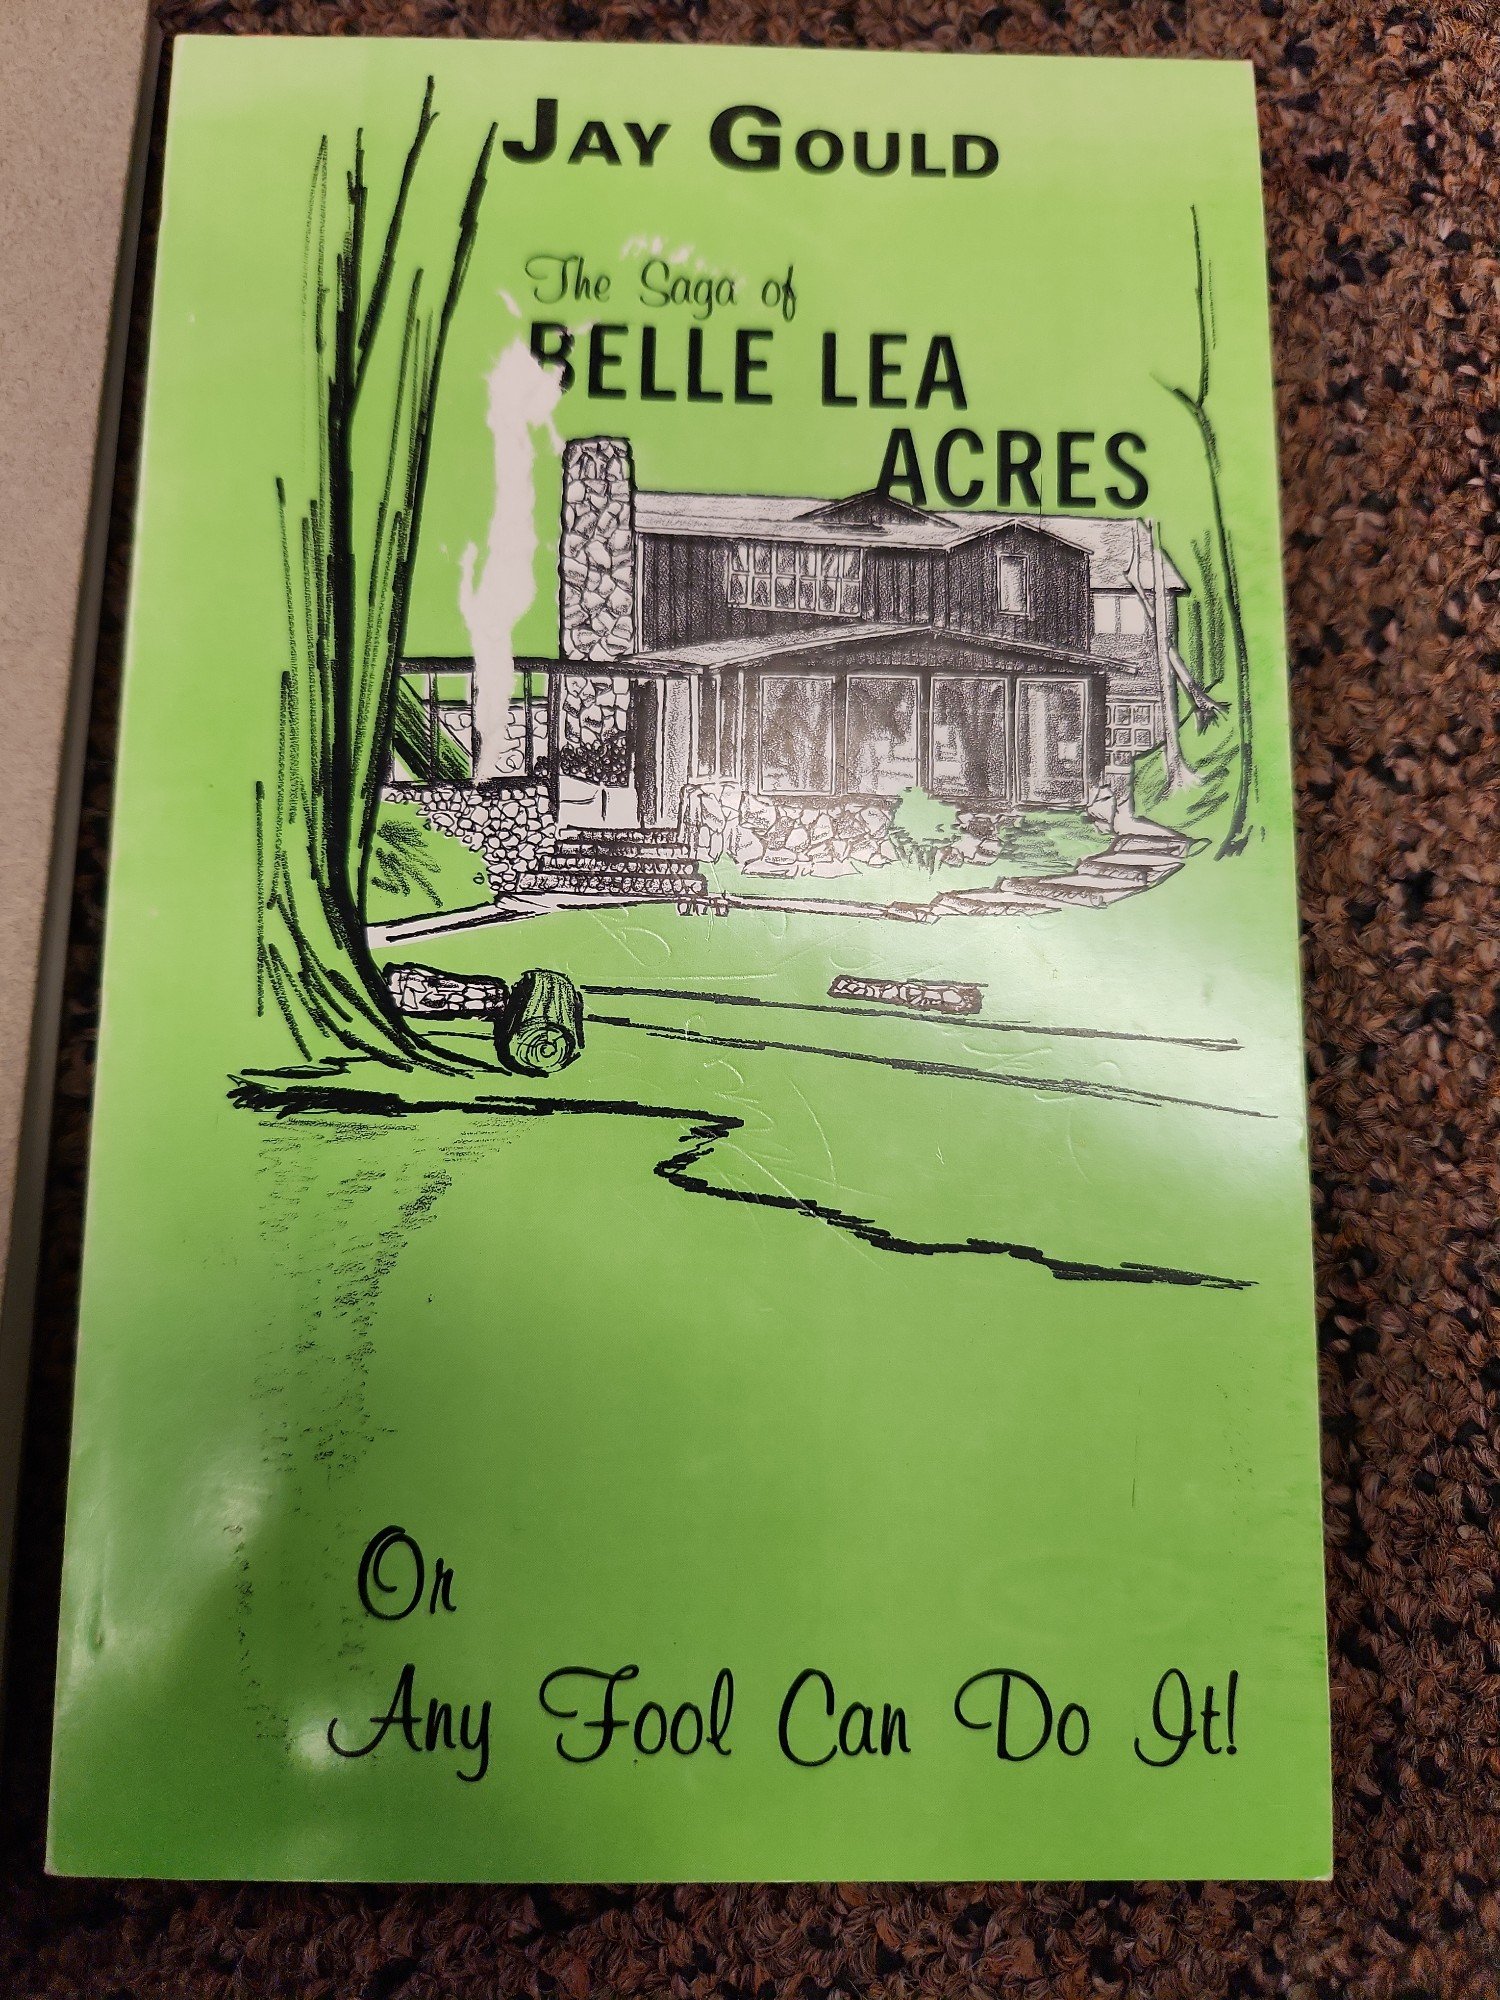 JAY GOULD
The Saga of
BELLE LEA
ACRES
Or
Any Fool Can Do It!